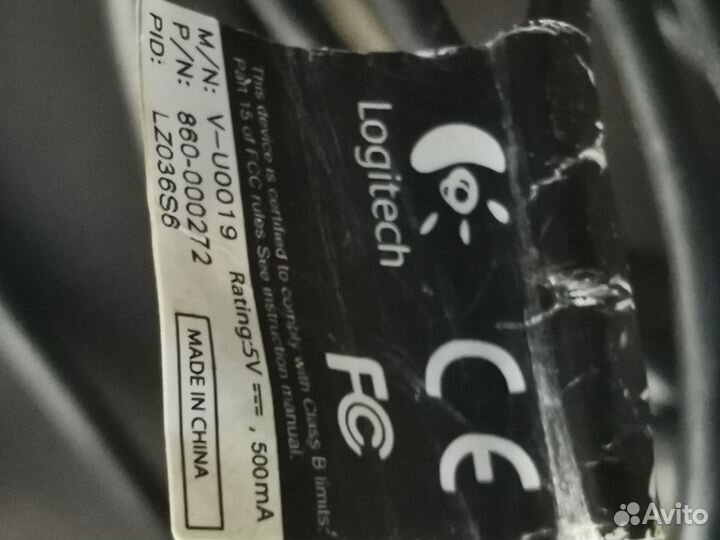 Logitech
CE
FC
This device is certified to comply with Class B limits.
Part 15 of FCC rules. See instruction manual.
M/N: V-U0019 Rating:5V ⎓, 500mA
P/N: 860-000272
PID: LZ036S6 MADE IN CHINA
Avito